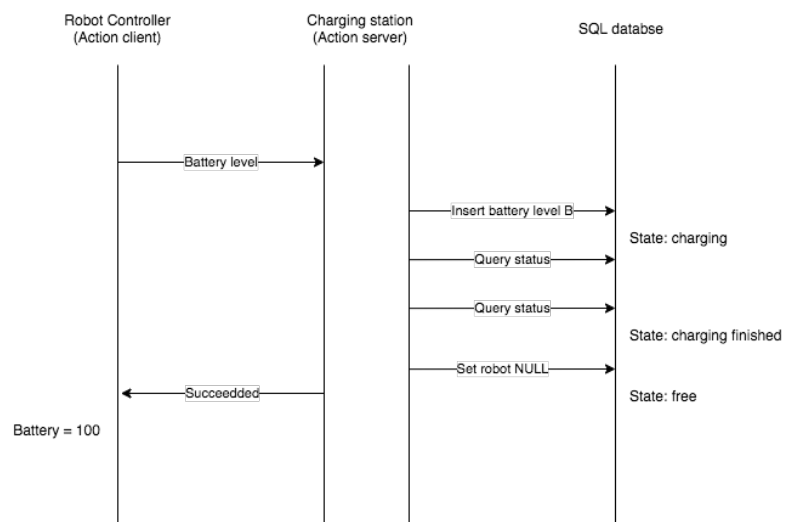 Robot Controller
(Action client)
Charging station
(Action server)
SQL databse
Battery level
Insert battery level B
State: charging
Query status
Query status
State: charging finished
Set robot NULL
Succeedded
State: free
Battery = 100